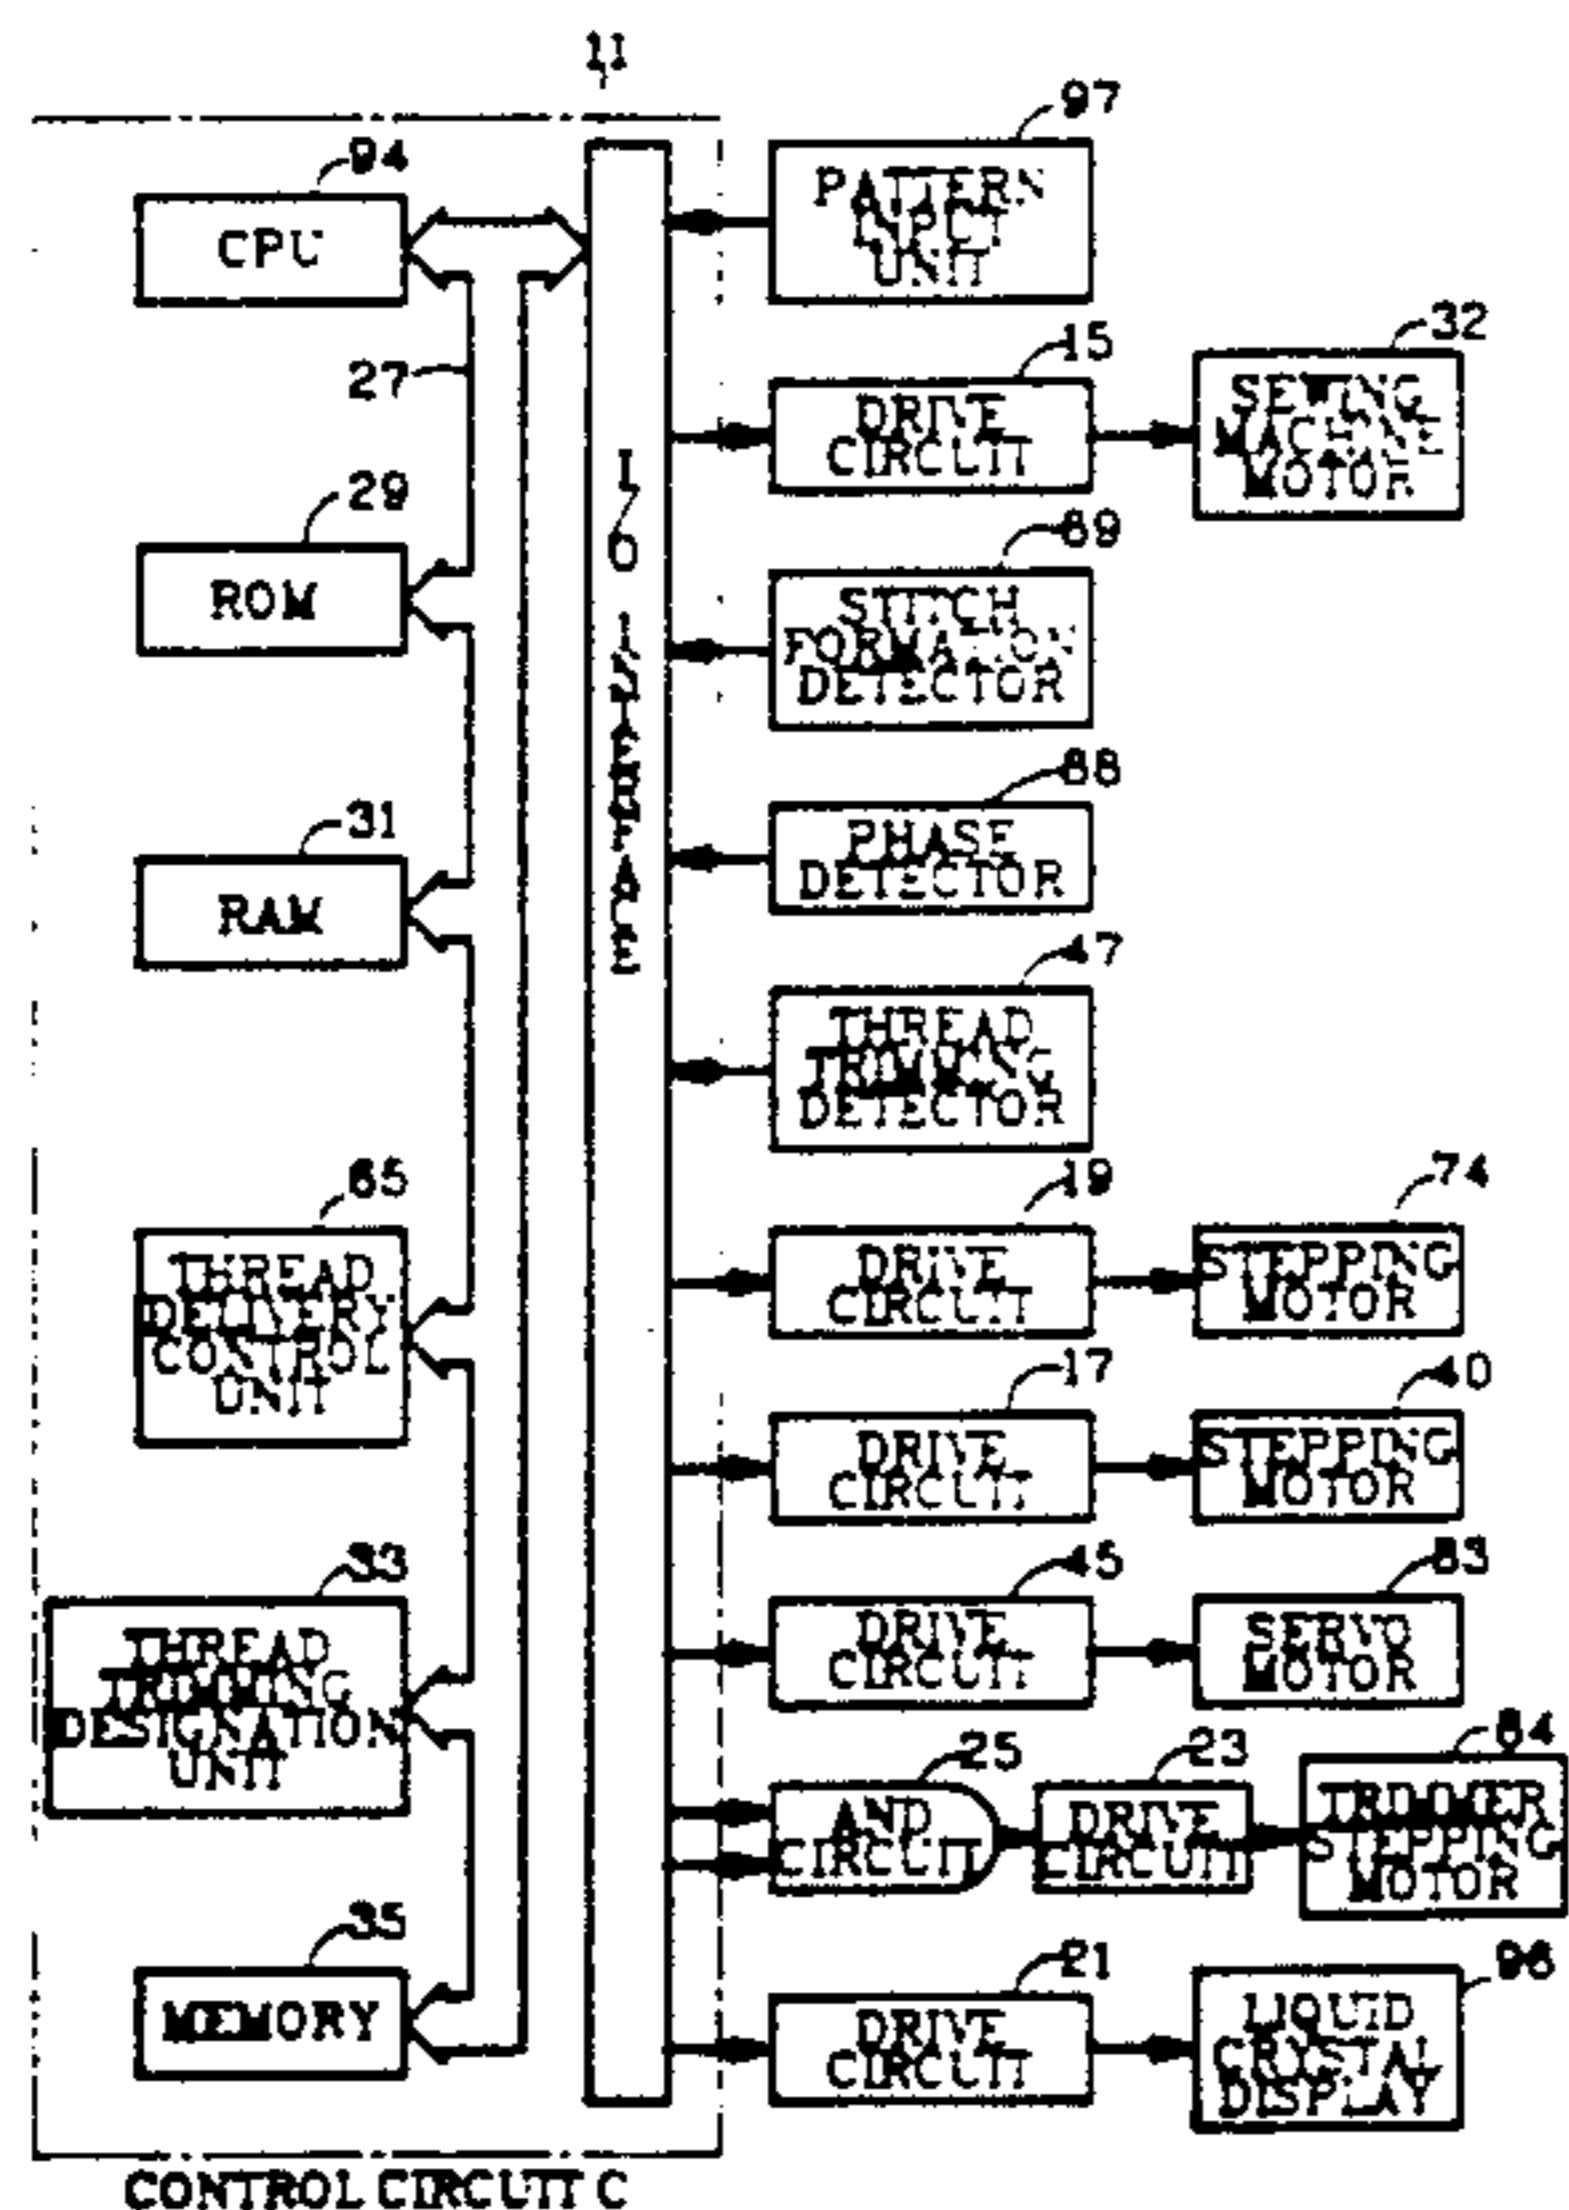 11
97
94
PATTERN
INPUT
UNIT
CPU
32
15
SEWING
MACHINE
MOTOR
27
DRIVE
CIRCUIT
I/O INTERFACE
29
89
ROM
STITCH
FORMATION
DETECTOR
88
31
PHASE
DETECTOR
RAM
47
THREAD
TRIMMING
DETECTOR
65
19
74
THREAD
DELIVERY
CONTROL
UNIT
DRIVE
CIRCUIT
STEPPING
MOTOR
17
40
DRIVE
CIRCUIT
STEPPING
MOTOR
33
45
83
THREAD
TRIMMING
DESIGNATION
UNIT
DRIVE
CIRCUIT
SERVO
MOTOR
25
23
84
AND
CIRCUIT
DRIVE
CIRCUIT
TRIMMER
STEPPING
MOTOR
35
21
96
MEMORY
DRIVE
CIRCUIT
LIQUID
CRYSTAL
DISPLAY
CONTROL CIRCUIT C